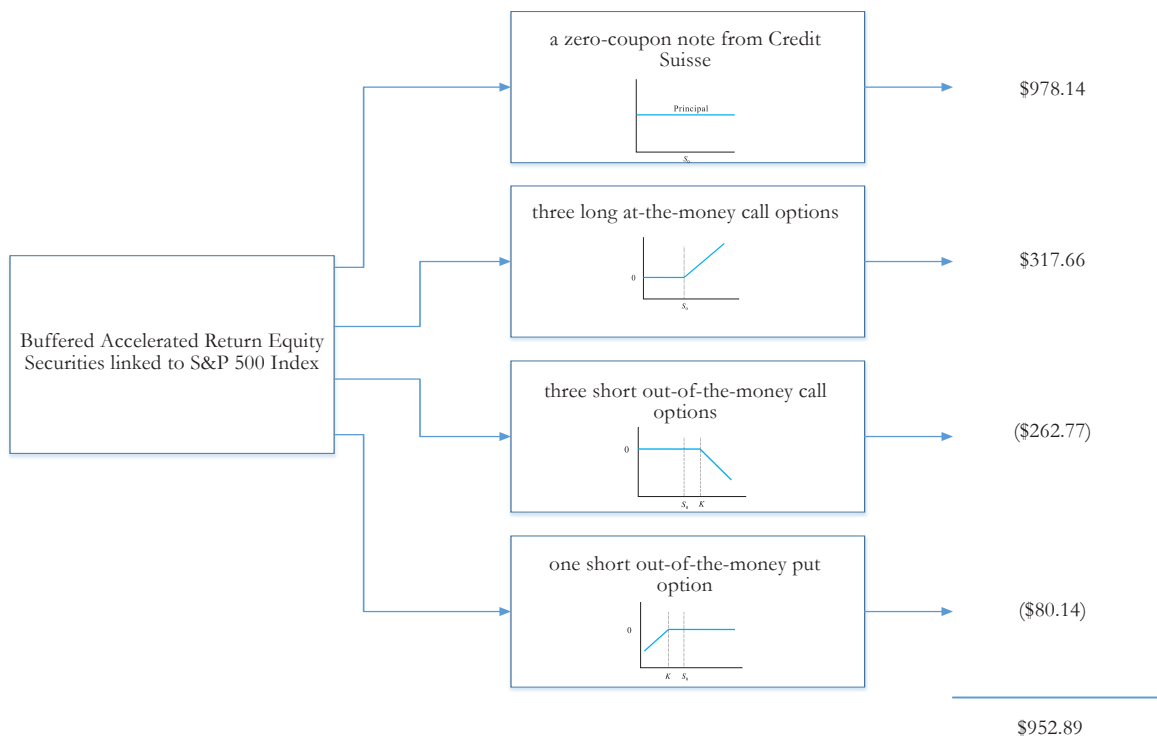 a zero-coupon note from Credit
Suisse
Principal
S₀
$978.14
three long at-the-money call options
0
S₀
$317.66
Buffered Accelerated Return Equity
Securities linked to S&P 500 Index
three short out-of-the-money call
options
0
S₀ K
($262.77)
one short out-of-the-money put
option
0
K S₀
($80.14)
$952.89